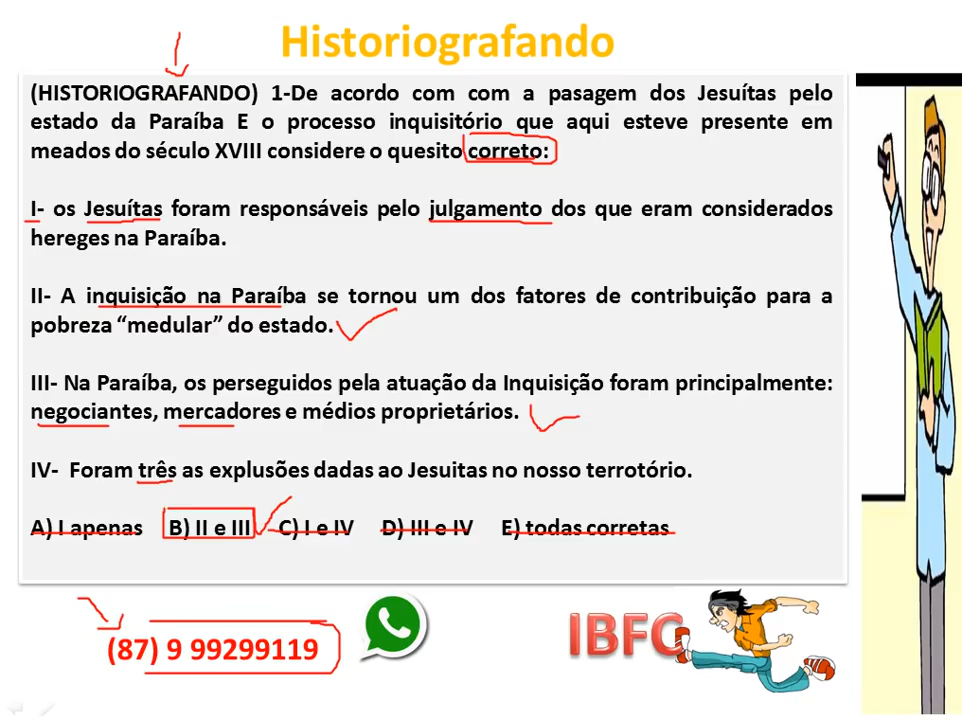 Historiografando
(HISTORIOGRAFANDO) 1-De acordo com com a pasagem dos Jesuítas pelo
estado da Paraíba E o processo inquisitório que aqui esteve presente em
meados do século XVIII considere o quesito correto:
I- os Jesuítas foram responsáveis pelo julgamento dos que eram considerados
hereges na Paraíba.
II- A inquisição na Paraíba se tornou um dos fatores de contribuição para a
pobreza “medular” do estado.
III- Na Paraíba, os perseguidos pela atuação da Inquisição foram principalmente:
negociantes, mercadores e médios proprietários.
IV- Foram três as explusões dadas ao Jesuitas no nosso terrotório.
A) I apenas B) II e III C) I e IV D) III e IV E) todas corretas
(87) 9 99299119
IBFC